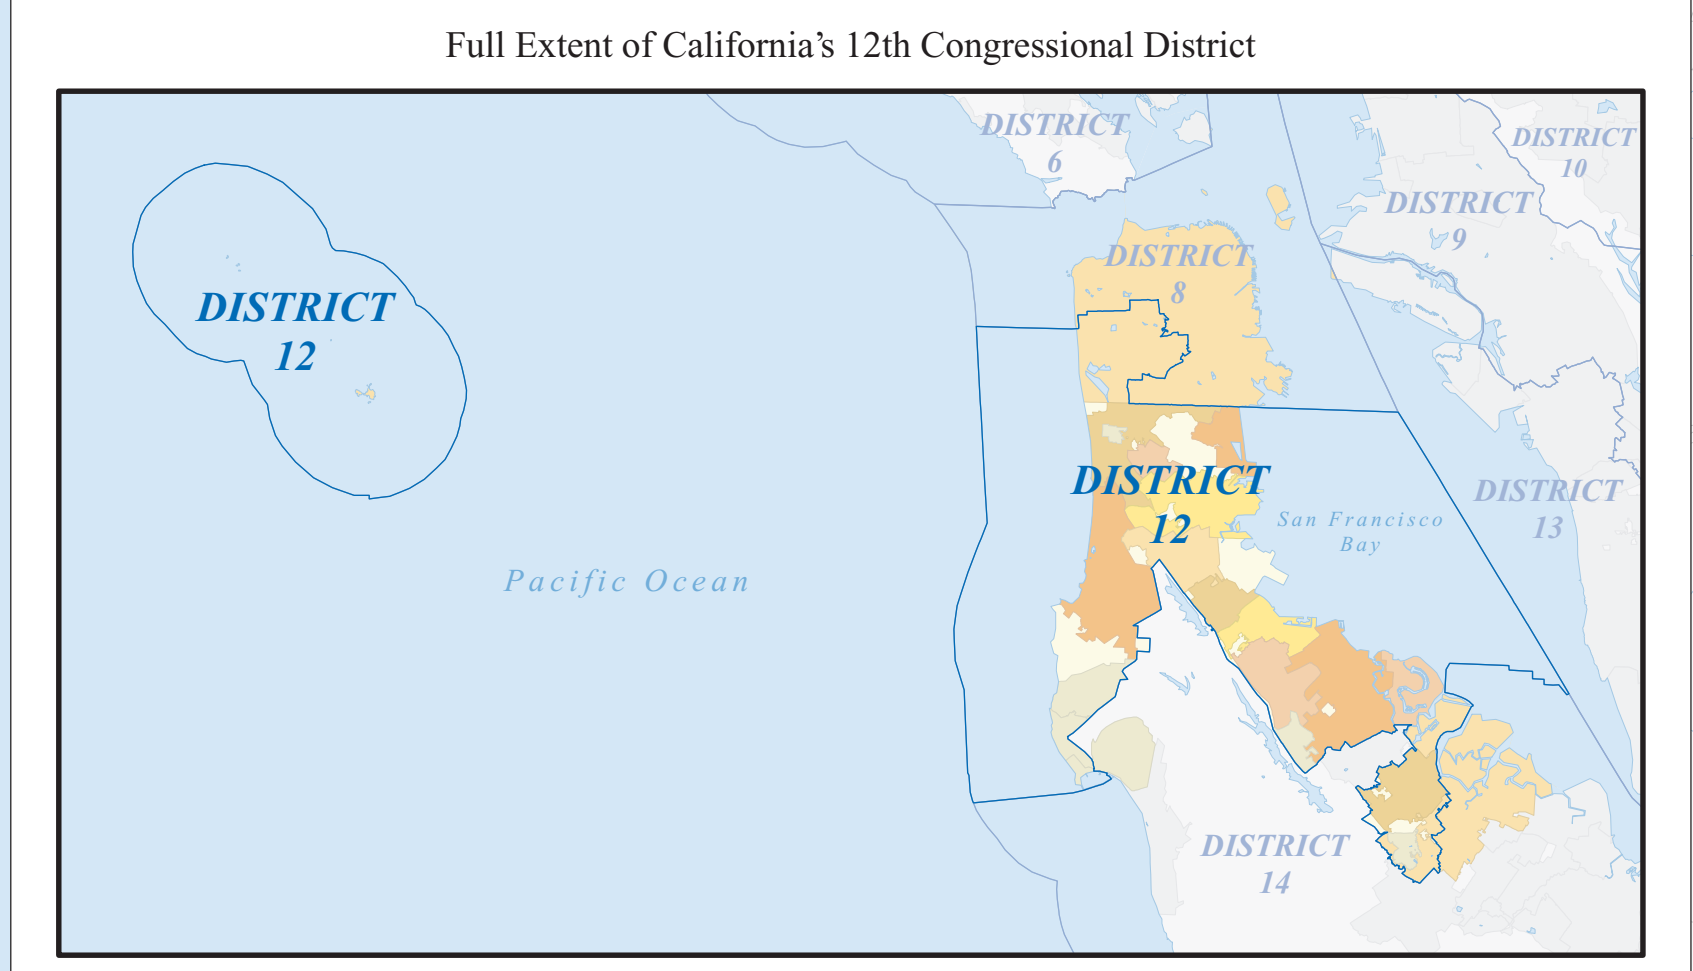 Full Extent of California’s 12th Congressional District
DISTRICT
6
DISTRICT
10
DISTRICT
9
DISTRICT
8
DISTRICT
12
DISTRICT
12
DISTRICT
13
San Francisco
Bay
Pacific Ocean
DISTRICT
14